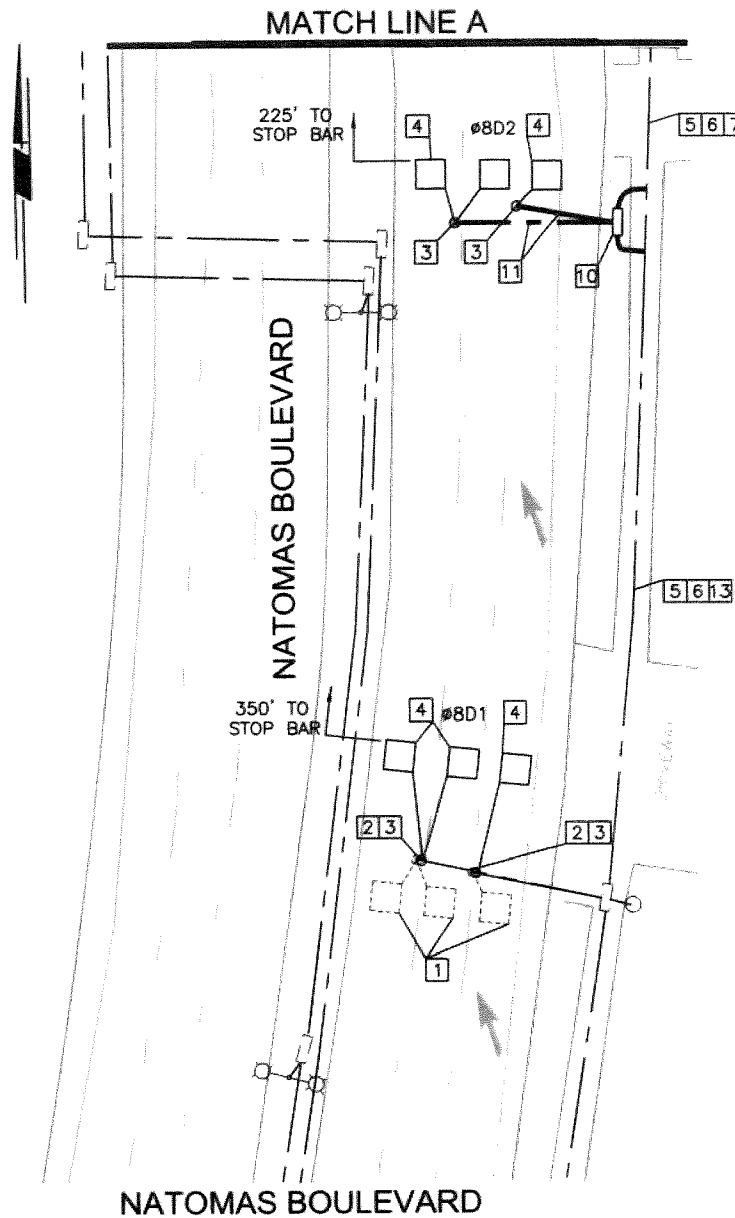 MATCH LINE A
225' TO
STOP BAR
4
ø8D2
4
5 6 7
3
3
11
10
NATOMAS BOULEVARD
5 6 13
350' TO
STOP BAR
4
ø8D1
4
2 3
2 3
1
NATOMAS BOULEVARD